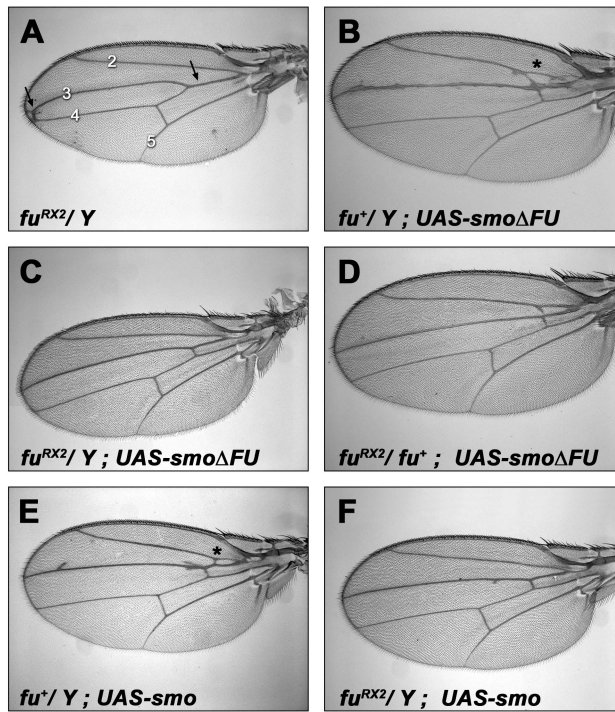 A
2
3
4
5
fuRX2/ Y
B
*
fu+/ Y ; UAS-smoΔFU
C
fuRX2/ Y ; UAS-smoΔFU
D
fuRX2/ fu+ ; UAS-smoΔFU
E
*
fu+/ Y ; UAS-smo
F
fuRX2/ Y ; UAS-smo